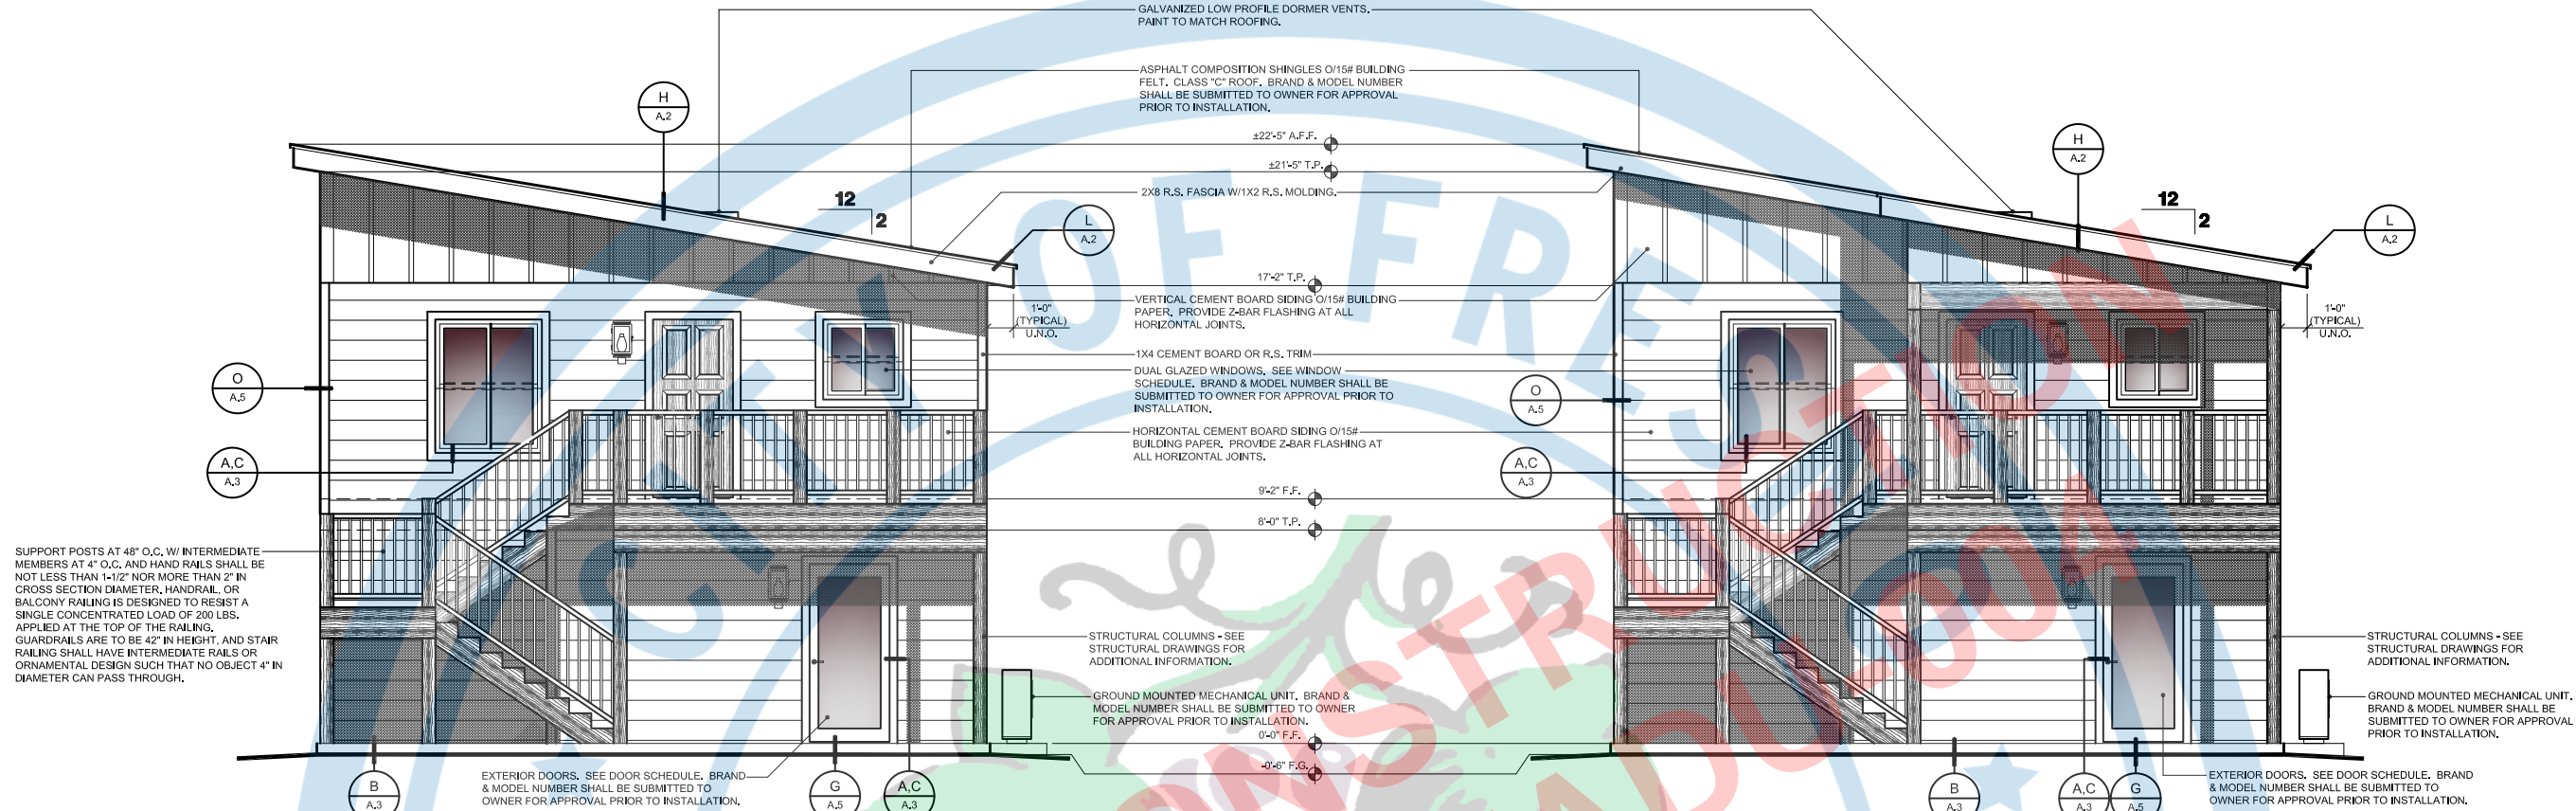 GALVANIZED LOW PROFILE DORMER VENTS.
PAINT TO MATCH ROOFING.
ASPHALT COMPOSITION SHINGLES O/15# BUILDING
FELT. CLASS "C" ROOF. BRAND & MODEL NUMBER
SHALL BE SUBMITTED TO OWNER FOR APPROVAL
PRIOR TO INSTALLATION.
H
A.2
H
A.2
±22'-5" A.F.F.
±21'-5" T.P.
2X8 R.S. FASCIA W/1X2 R.S. MOLDING.
12
2
12
2
L
A.2
L
A.2
17'-2" T.P.
VERTICAL CEMENT BOARD SIDING O/15# BUILDING
PAPER. PROVIDE Z-BAR FLASHING AT ALL
HORIZONTAL JOINTS.
1'-0"
(TYPICAL)
U.N.O.
1'-0"
(TYPICAL)
U.N.O.
1X4 CEMENT BOARD OR R.S. TRIM
DUAL GLAZED WINDOWS. SEE WINDOW
SCHEDULE. BRAND & MODEL NUMBER SHALL BE
SUBMITTED TO OWNER FOR APPROVAL PRIOR TO
INSTALLATION.
O
A.5
O
A.5
HORIZONTAL CEMENT BOARD SIDING O/15#
BUILDING PAPER. PROVIDE Z-BAR FLASHING AT
ALL HORIZONTAL JOINTS.
A,C
A.3
A,C
A.3
9'-2" F.F.
8'-0" T.P.
SUPPORT POSTS AT 48" O.C. W/ INTERMEDIATE
MEMBERS AT 4" O.C. AND HAND RAILS SHALL BE
NOT LESS THAN 1-1/2" NOR MORE THAN 2" IN
CROSS SECTION DIAMETER. HANDRAIL, OR
BALCONY RAILING IS DESIGNED TO RESIST A
SINGLE CONCENTRATED LOAD OF 200 LBS.
APPLIED AT THE TOP OF THE RAILING.
GUARDRAILS ARE TO BE 42" IN HEIGHT, AND STAIR
RAILING SHALL HAVE INTERMEDIATE RAILS OR
ORNAMENTAL DESIGN SUCH THAT NO OBJECT 4" IN
DIAMETER CAN PASS THROUGH.
STRUCTURAL COLUMNS - SEE
STRUCTURAL DRAWINGS FOR
ADDITIONAL INFORMATION.
STRUCTURAL COLUMNS - SEE
STRUCTURAL DRAWINGS FOR
ADDITIONAL INFORMATION.
GROUND MOUNTED MECHANICAL UNIT. BRAND &
MODEL NUMBER SHALL BE SUBMITTED TO OWNER
FOR APPROVAL PRIOR TO INSTALLATION.
GROUND MOUNTED MECHANICAL UNIT.
BRAND & MODEL NUMBER SHALL BE
SUBMITTED TO OWNER FOR APPROVAL
PRIOR TO INSTALLATION.
0'-0" F.F.
-0'-6" F.G.
EXTERIOR DOORS. SEE DOOR SCHEDULE. BRAND
& MODEL NUMBER SHALL BE SUBMITTED TO
OWNER FOR APPROVAL PRIOR TO INSTALLATION.
EXTERIOR DOORS. SEE DOOR SCHEDULE. BRAND
& MODEL NUMBER SHALL BE SUBMITTED TO
OWNER FOR APPROVAL PRIOR TO INSTALLATION.
B
A.3
G
A.5
A,C
A.3
B
A.3
A,C
A.3
G
A.5
CITY OF FRES
ONSTRUCTION
ADU-004